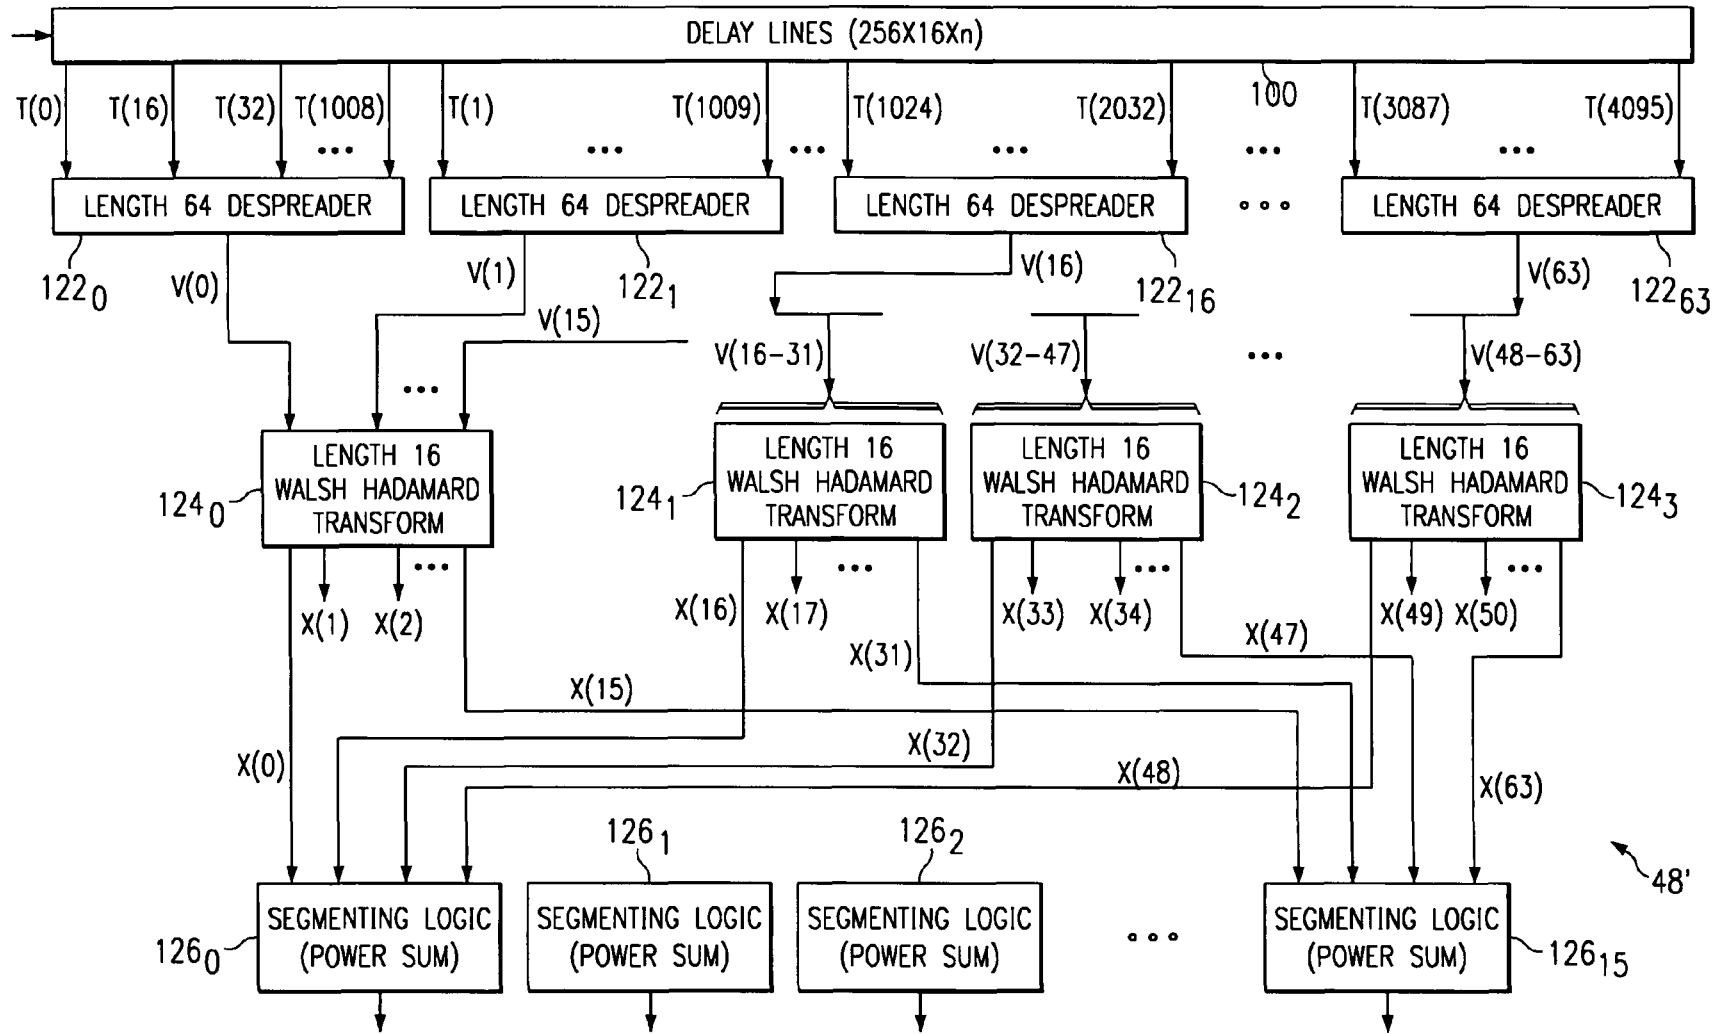 DELAY LINES (256X16Xn)
100
T(0) T(16) T(32) T(1008) T(1) T(1009) T(1024) T(2032) T(3087) T(4095)
LENGTH 64 DESPREADER
LENGTH 64 DESPREADER
LENGTH 64 DESPREADER
LENGTH 64 DESPREADER
122 0
V(0)
V(1)
122 1
V(16)
122 16
V(63)
122 63
V(15)
V(16-31)
V(32-47)
V(48-63)
LENGTH 16
WALSH HADAMARD
TRANSFORM
124 0
LENGTH 16
WALSH HADAMARD
TRANSFORM
124 1
LENGTH 16
WALSH HADAMARD
TRANSFORM
124 2
LENGTH 16
WALSH HADAMARD
TRANSFORM
124 3
X(1) X(2) X(16) X(17) X(33) X(34) X(49) X(50)
X(31)
X(47)
X(15)
X(0)
X(32)
X(48)
X(63)
126 1
126 2
48'
SEGMENTING LOGIC
(POWER SUM)
126 0
SEGMENTING LOGIC
(POWER SUM)
SEGMENTING LOGIC
(POWER SUM)
SEGMENTING LOGIC
(POWER SUM)
126 15